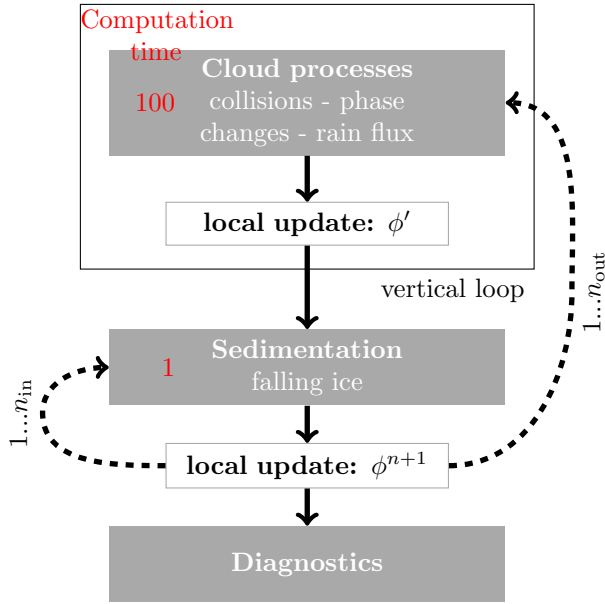 Computation
time
Cloud processes
100
collisions - phase
changes - rain flux
local update: ϕ′
vertical loop
1...n_out
Sedimentation
1
falling ice
1...n_in
local update: ϕⁿ⁺¹
Diagnostics